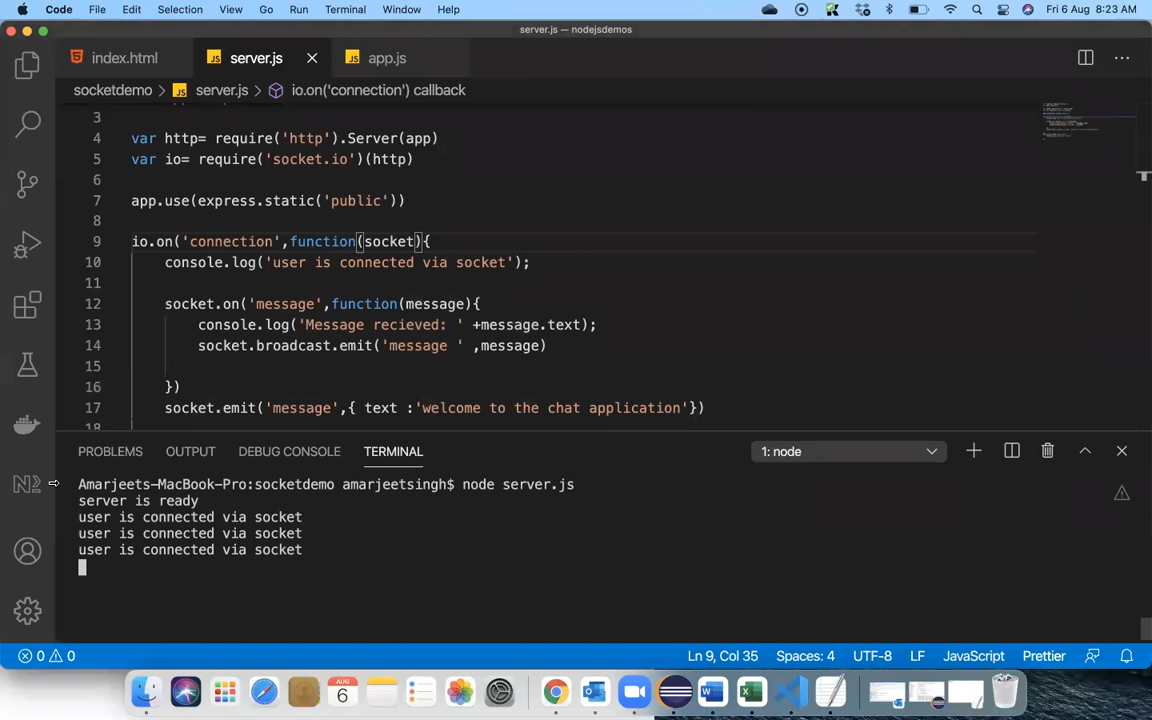 Code File Edit Selection View Go Run Terminal Window Help Fri 6 Aug 8:23 AM
server.js — nodejsdemos
index.html JS server.js JS app.js
socketdemo > JS server.js > io.on('connection') callback
3
4 var http= require('http').Server(app)
5 var io= require('socket.io')(http)
6
7 app.use(express.static('public'))
8
9 io.on('connection',function(socket){
10 console.log('user is connected via socket');
11
12 socket.on('message',function(message){
13 console.log('Message recieved: ' +message.text);
14 socket.broadcast.emit('message ' ,message)
15
16 })
17 socket.emit('message',{ text :'welcome to the chat application'})
18
PROBLEMS OUTPUT DEBUG CONSOLE TERMINAL 1: node
Amarjeets-MacBook-Pro:socketdemo amarjeetsingh$ node server.js
server is ready
user is connected via socket
user is connected via socket
user is connected via socket
0 0 Ln 9, Col 35 Spaces: 4 UTF-8 LF JavaScript Prettier
AUG
6